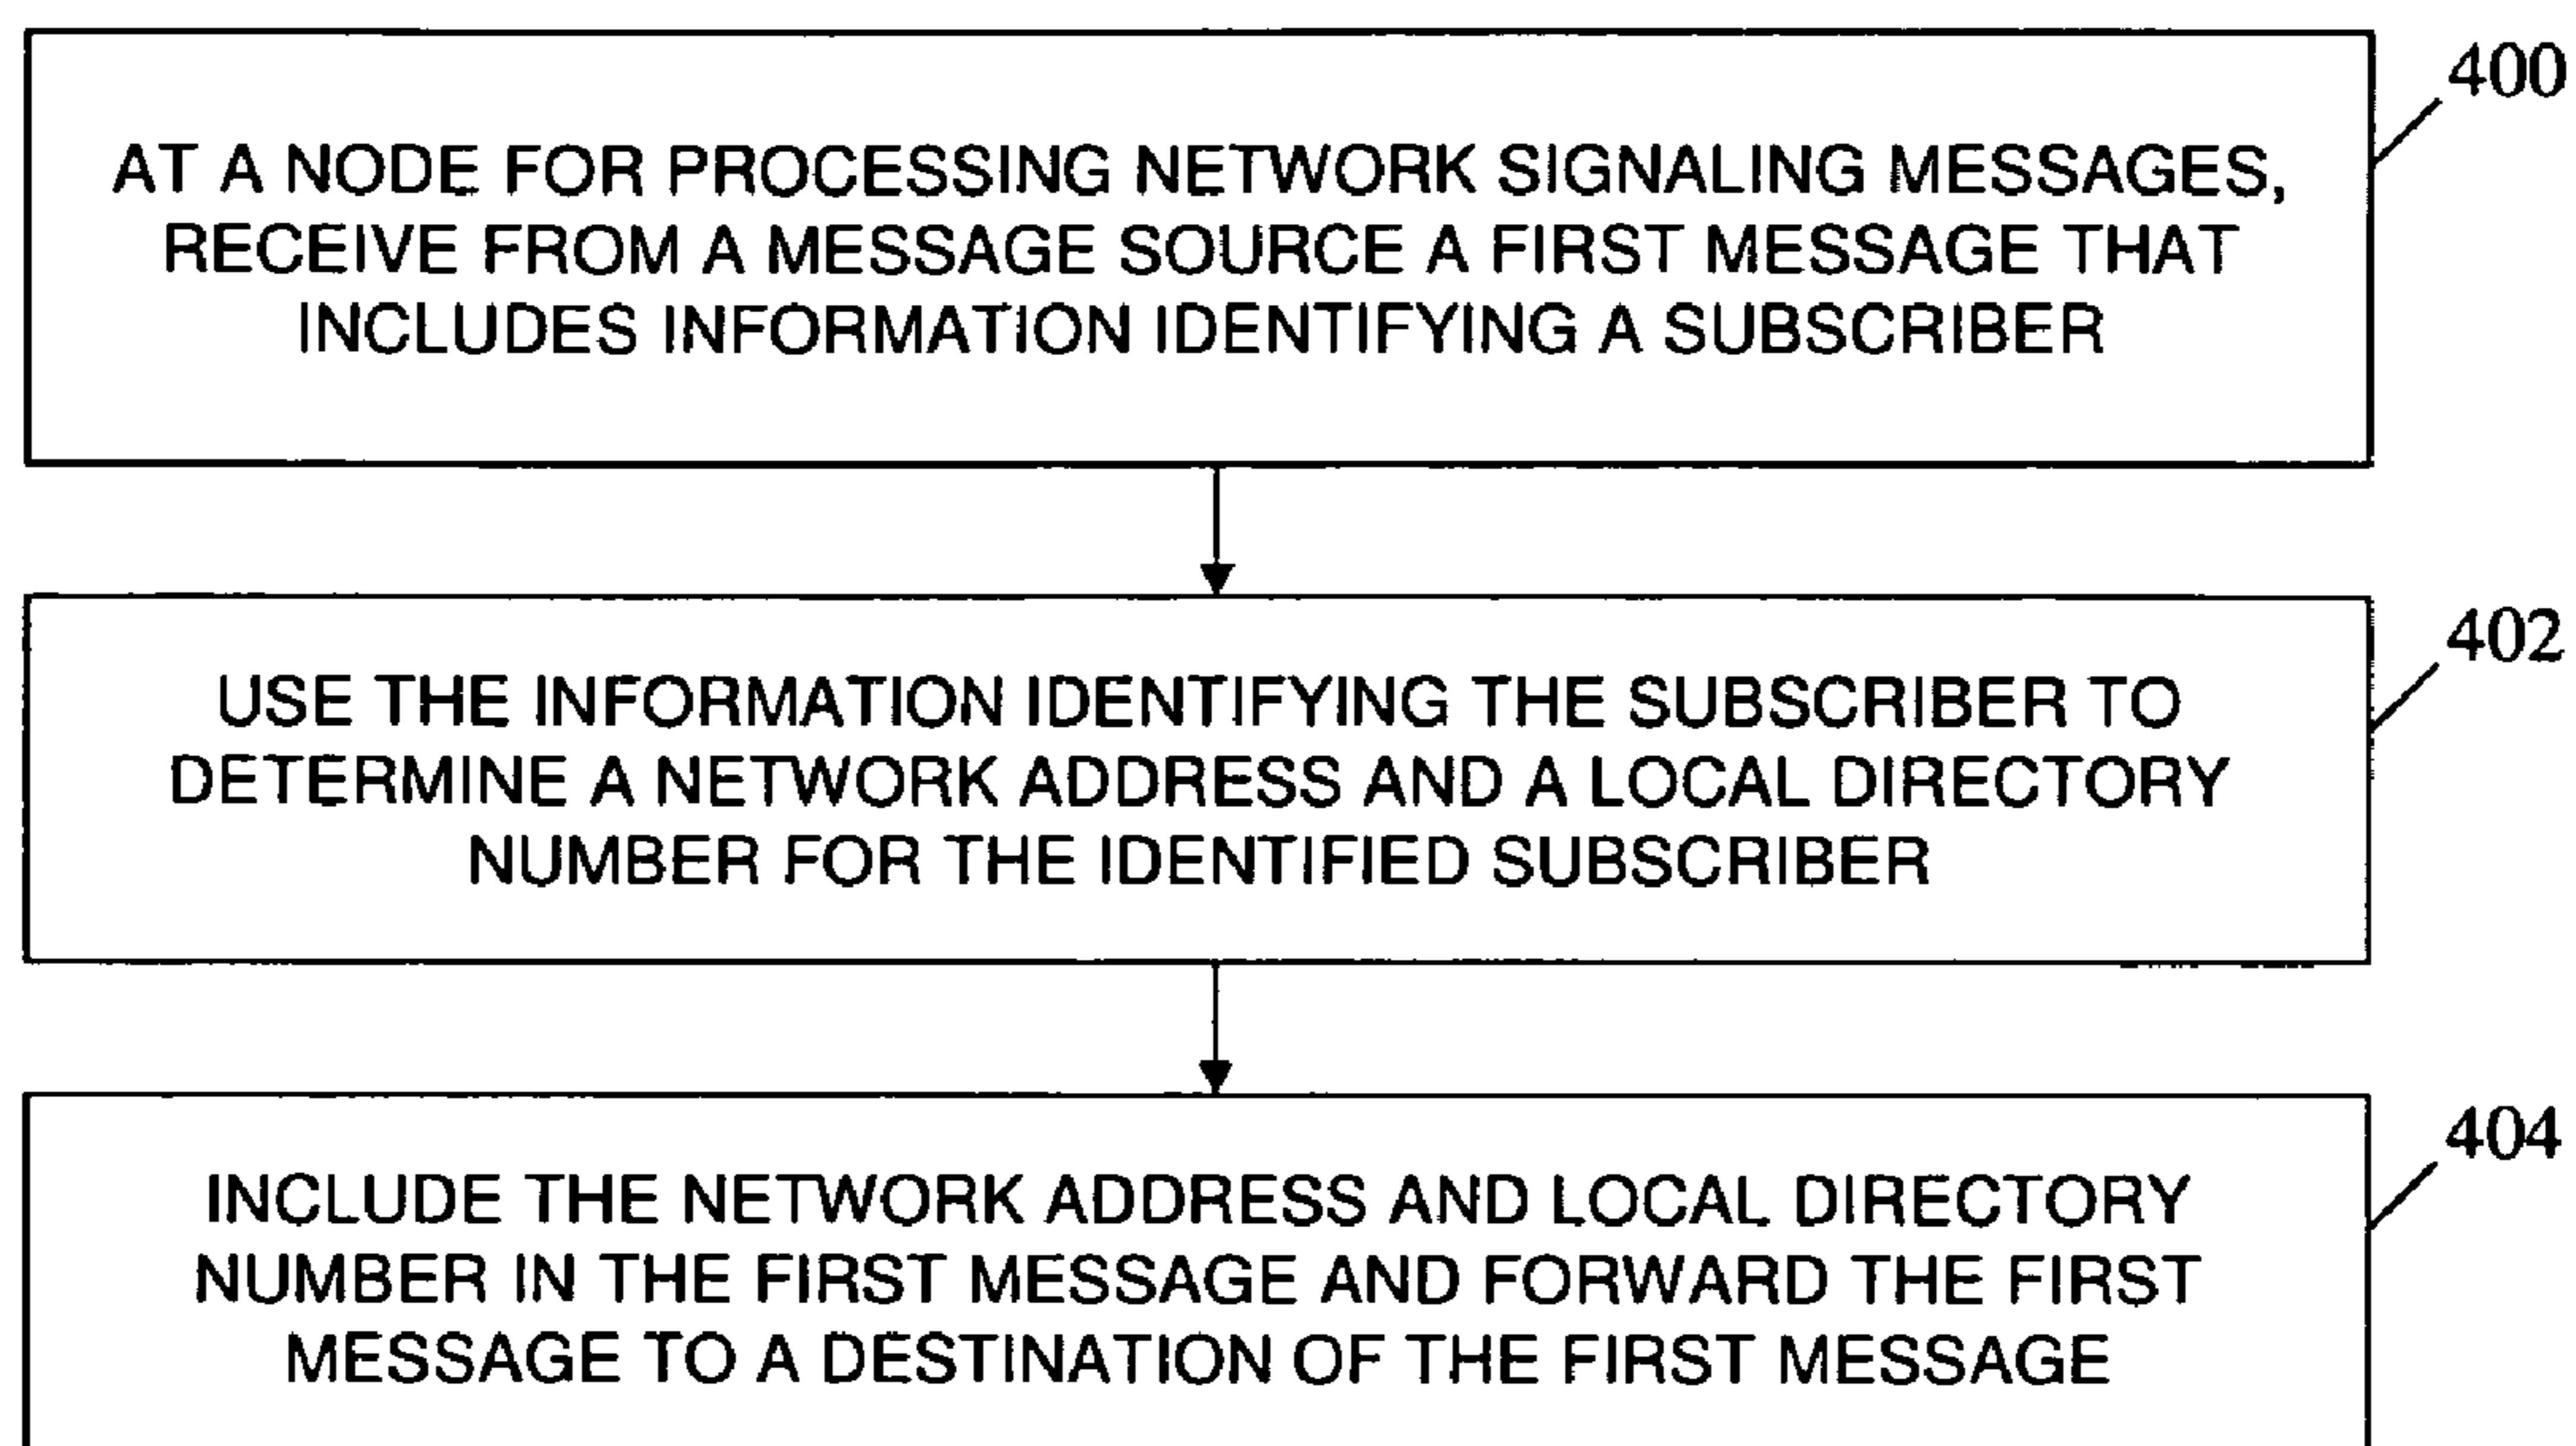 400
AT A NODE FOR PROCESSING NETWORK SIGNALING MESSAGES,
RECEIVE FROM A MESSAGE SOURCE A FIRST MESSAGE THAT
INCLUDES INFORMATION IDENTIFYING A SUBSCRIBER
402
USE THE INFORMATION IDENTIFYING THE SUBSCRIBER TO
DETERMINE A NETWORK ADDRESS AND A LOCAL DIRECTORY
NUMBER FOR THE IDENTIFIED SUBSCRIBER
404
INCLUDE THE NETWORK ADDRESS AND LOCAL DIRECTORY
NUMBER IN THE FIRST MESSAGE AND FORWARD THE FIRST
MESSAGE TO A DESTINATION OF THE FIRST MESSAGE